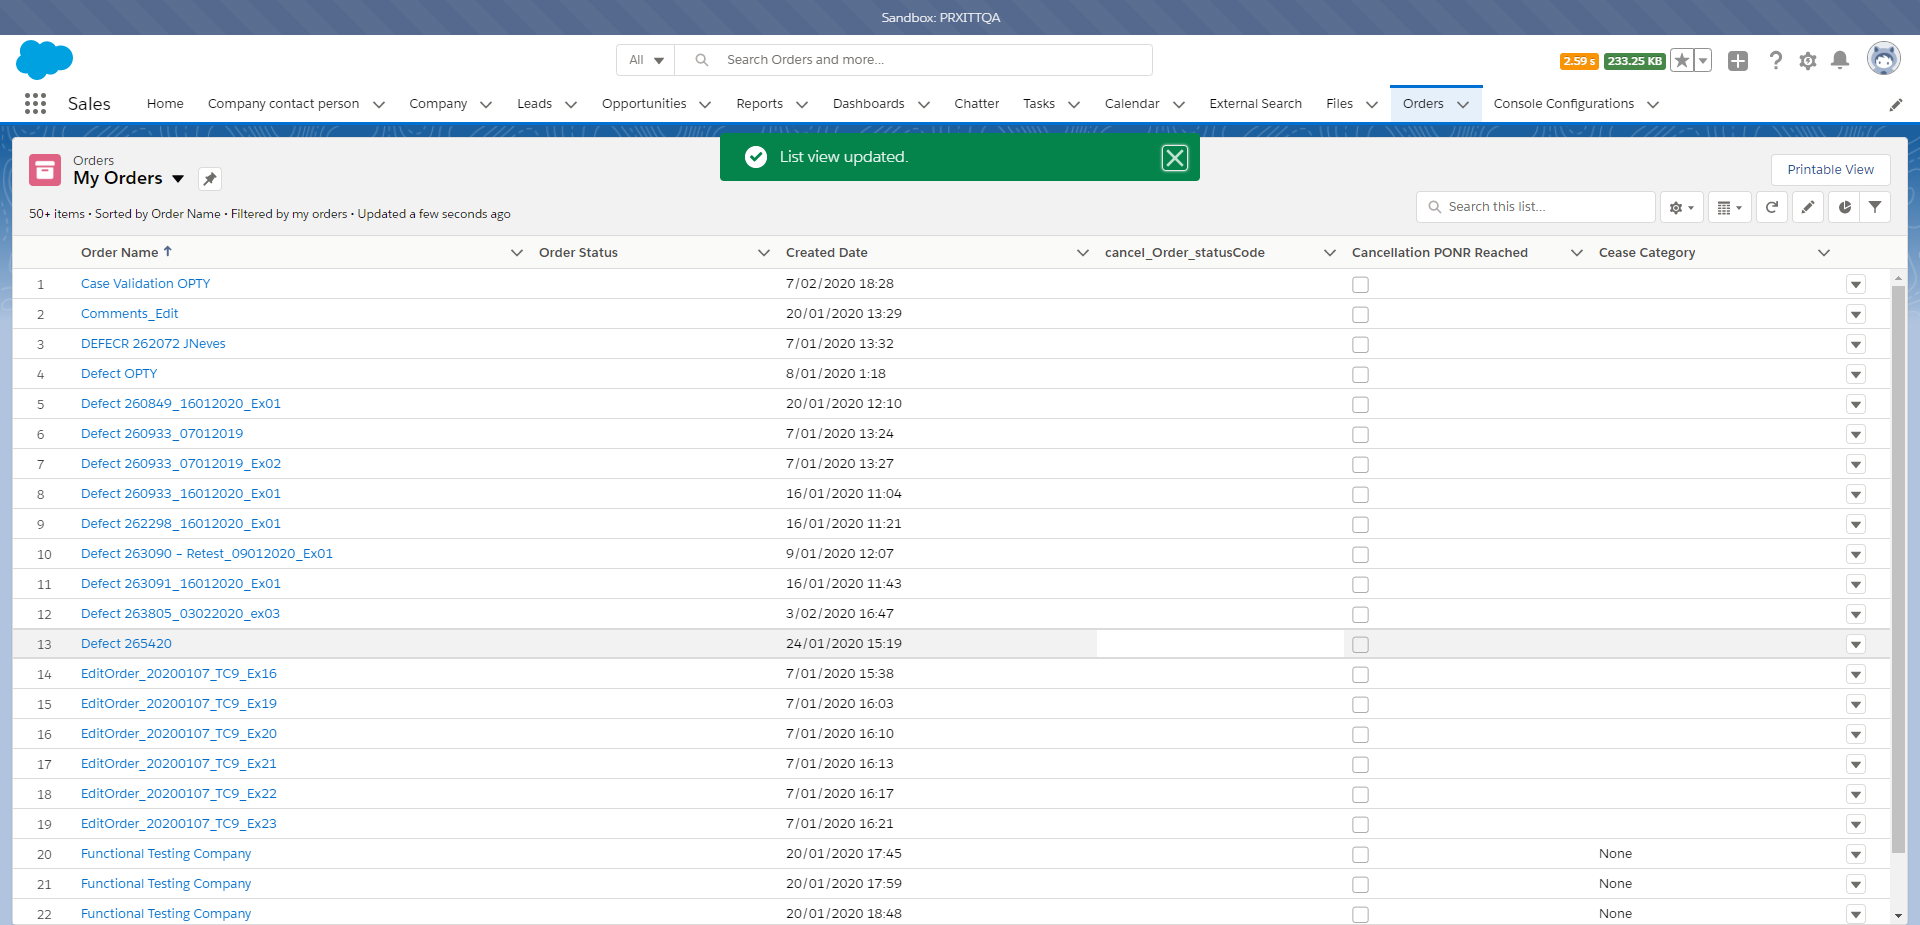 Sandbox: PRXITTQA
All
Search Orders and more...
2.59 s 233.25 KB
Sales Home Company contact person Company Leads Opportunities Reports Dashboards Chatter Tasks Calendar External Search Files Orders Console Configurations
List view updated.
Orders
My Orders
Printable View
50+ items • Sorted by Order Name • Filtered by my orders • Updated a few seconds ago
Search this list...
Order Name Order Status Created Date cancel_Order_statusCode Cancellation PONR Reached Cease Category
1 Case Validation OPTY 7/02/2020 18:28
2 Comments_Edit 20/01/2020 13:29
3 DEFECR 262072 JNeves 7/01/2020 13:32
4 Defect OPTY 8/01/2020 1:18
5 Defect 260849_16012020_Ex01 20/01/2020 12:10
6 Defect 260933_07012019 7/01/2020 13:24
7 Defect 260933_07012019_Ex02 7/01/2020 13:27
8 Defect 260933_16012020_Ex01 16/01/2020 11:04
9 Defect 262298_16012020_Ex01 16/01/2020 11:21
10 Defect 263090 – Retest_09012020_Ex01 9/01/2020 12:07
11 Defect 263091_16012020_Ex01 16/01/2020 11:43
12 Defect 263805_03022020_ex03 3/02/2020 16:47
13 Defect 265420 24/01/2020 15:19
14 EditOrder_20200107_TC9_Ex16 7/01/2020 15:38
15 EditOrder_20200107_TC9_Ex19 7/01/2020 16:03
16 EditOrder_20200107_TC9_Ex20 7/01/2020 16:10
17 EditOrder_20200107_TC9_Ex21 7/01/2020 16:13
18 EditOrder_20200107_TC9_Ex22 7/01/2020 16:17
19 EditOrder_20200107_TC9_Ex23 7/01/2020 16:21
20 Functional Testing Company 20/01/2020 17:45 None
21 Functional Testing Company 20/01/2020 17:59 None
22 Functional Testing Company 20/01/2020 18:48 None